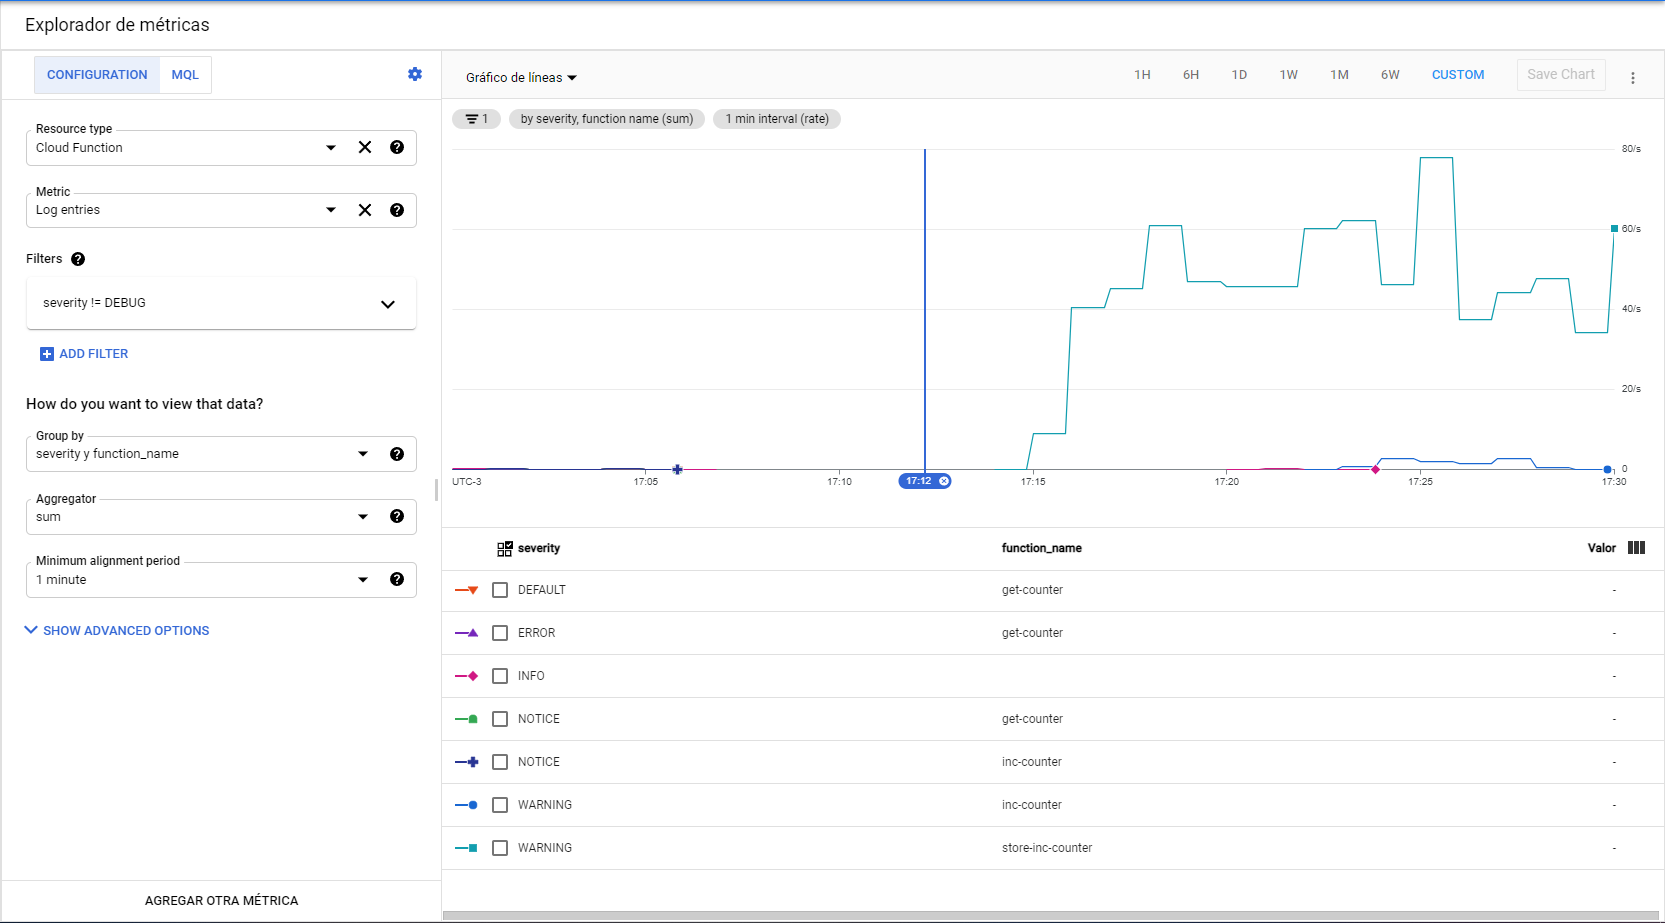 Explorador de métricas
CONFIGURATION MQL
Gráfico de líneas
1H 6H 1D 1W 1M 6W CUSTOM Save Chart
1 by severity, function name (sum) 1 min interval (rate)
Resource type
Cloud Function
Metric
Log entries
Filters
severity != DEBUG
ADD FILTER
How do you want to view that data?
Group by
severity y function_name
Aggregator
sum
Minimum alignment period
1 minute
SHOW ADVANCED OPTIONS
AGREGAR OTRA MÉTRICA
80/s
60/s
40/s
20/s
0
UTC-3 17:05 17:10 17:12 17:15 17:20 17:25 17:30
severity function_name Valor
DEFAULT get-counter -
ERROR get-counter -
INFO -
NOTICE get-counter -
NOTICE inc-counter -
WARNING inc-counter -
WARNING store-inc-counter -